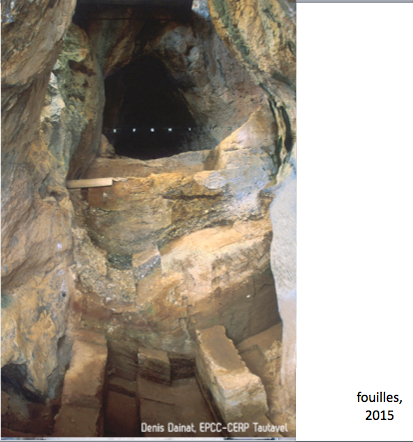 Denis Dainat, EPCC-CERP Tautavel
fouilles,
2015